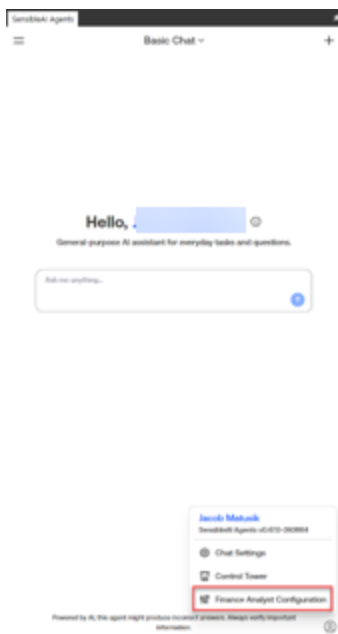 SensibleAI Agents
Basic Chat
Hello,
General-purpose AI assistant for everyday tasks and questions.
Ask me anything...
Jacob Matusik
SensibleAI Agents
Chat Settings
Control Tower
Finance Analyst Configuration
Powered by AI, this agent might produce incorrect answers. Always verify important
information.